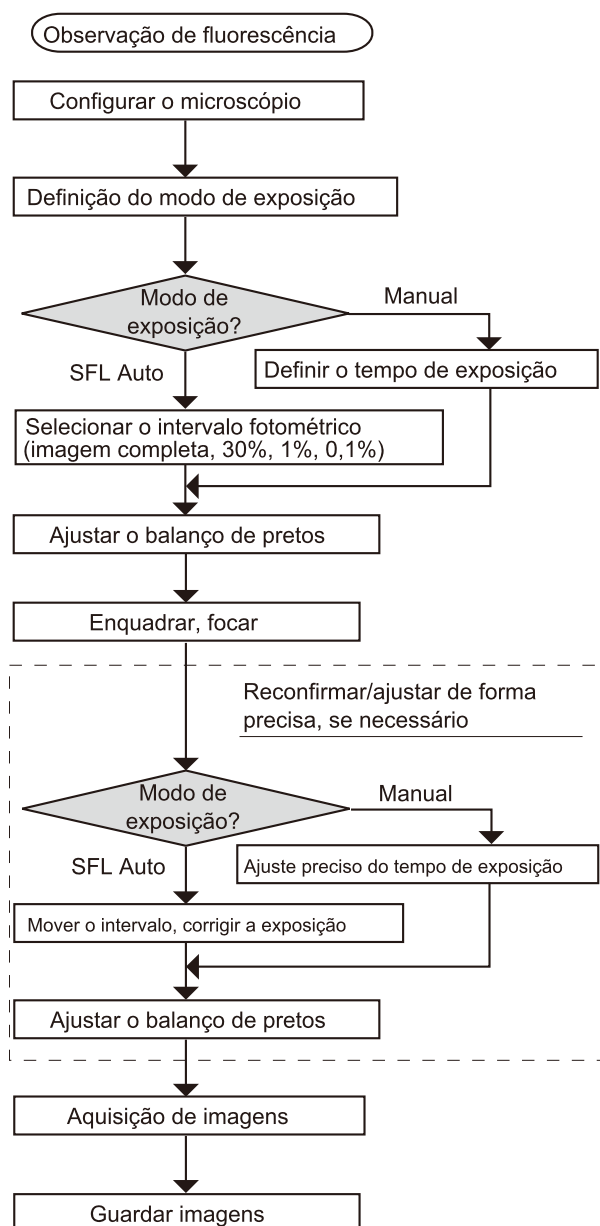 Observação de fluorescência
Configurar o microscópio
Definição do modo de exposição
Modo de
exposição?
Manual
SFL Auto
Definir o tempo de exposição
Selecionar o intervalo fotométrico
(imagem completa, 30%, 1%, 0,1%)
Ajustar o balanço de pretos
Enquadrar, focar
Reconfirmar/ajustar de forma
precisa, se necessário
Modo de
exposição?
Manual
SFL Auto
Ajuste preciso do tempo de exposição
Mover o intervalo, corrigir a exposição
Ajustar o balanço de pretos
Aquisição de imagens
Guardar imagens